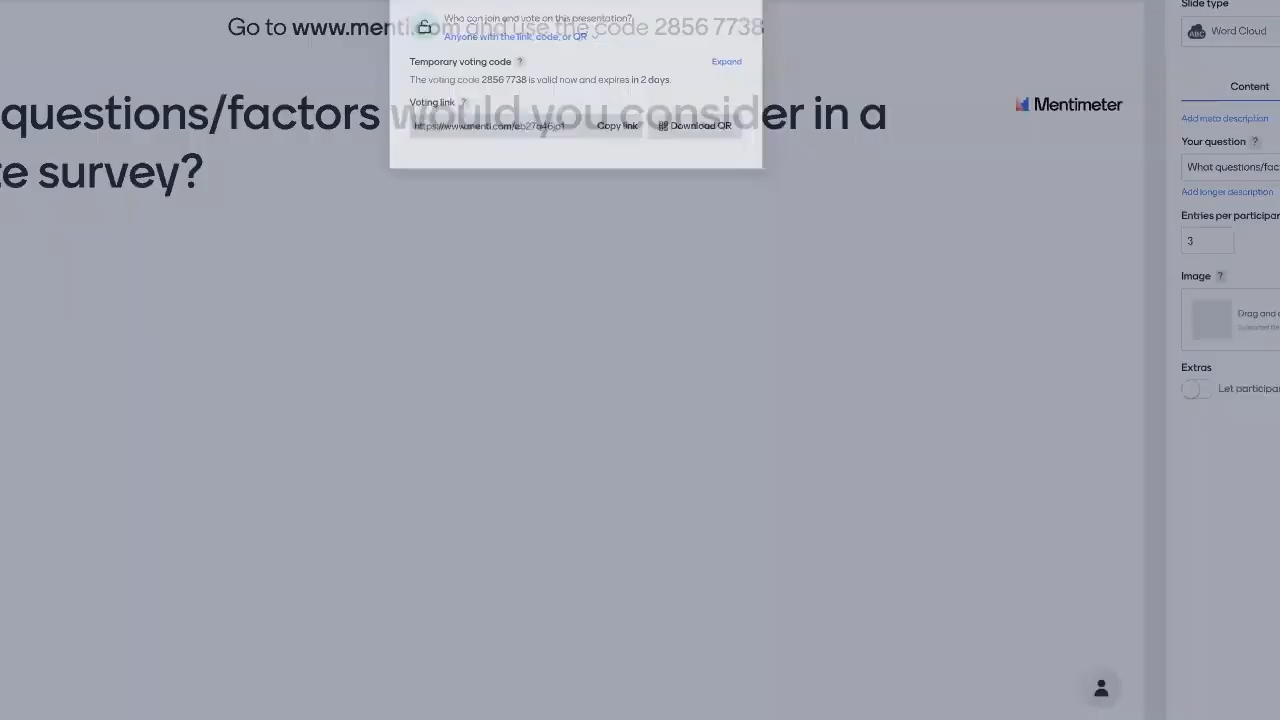 Slide type
Who can join and vote on this presentation?
Go to www.menti.com and use the code 2856 7738
Anyone with the link, code, or QR
Word Cloud
Temporary voting code ?
Expand
The voting code 2856 7738 is valid now and expires in 2 days.
Content
Voting link ?
questions/factors would you consider in a
Mentimeter
Add meta description
Copy link
Download QR
Your question ?
What questions/fac
e survey?
Add longer description
Entries per participan
3
Image ?
Drag and
Extras
Let participa